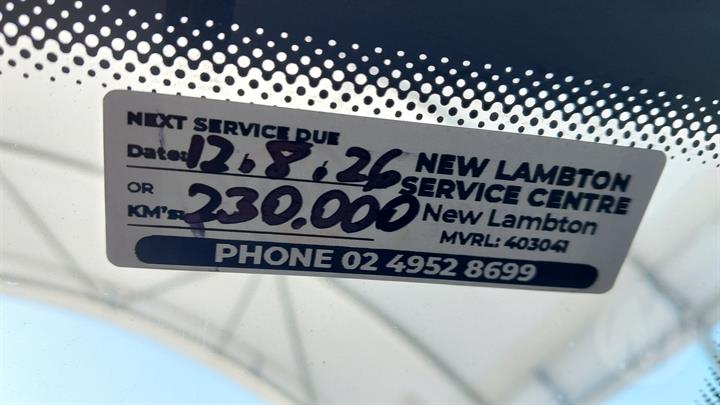 NEXT SERVICE DUE
Date: 12.8.26
OR
KM's: 230.000
NEW LAMBTON
SERVICE CENTRE
New Lambton
MVRL: 403041
PHONE 02 4952 8699